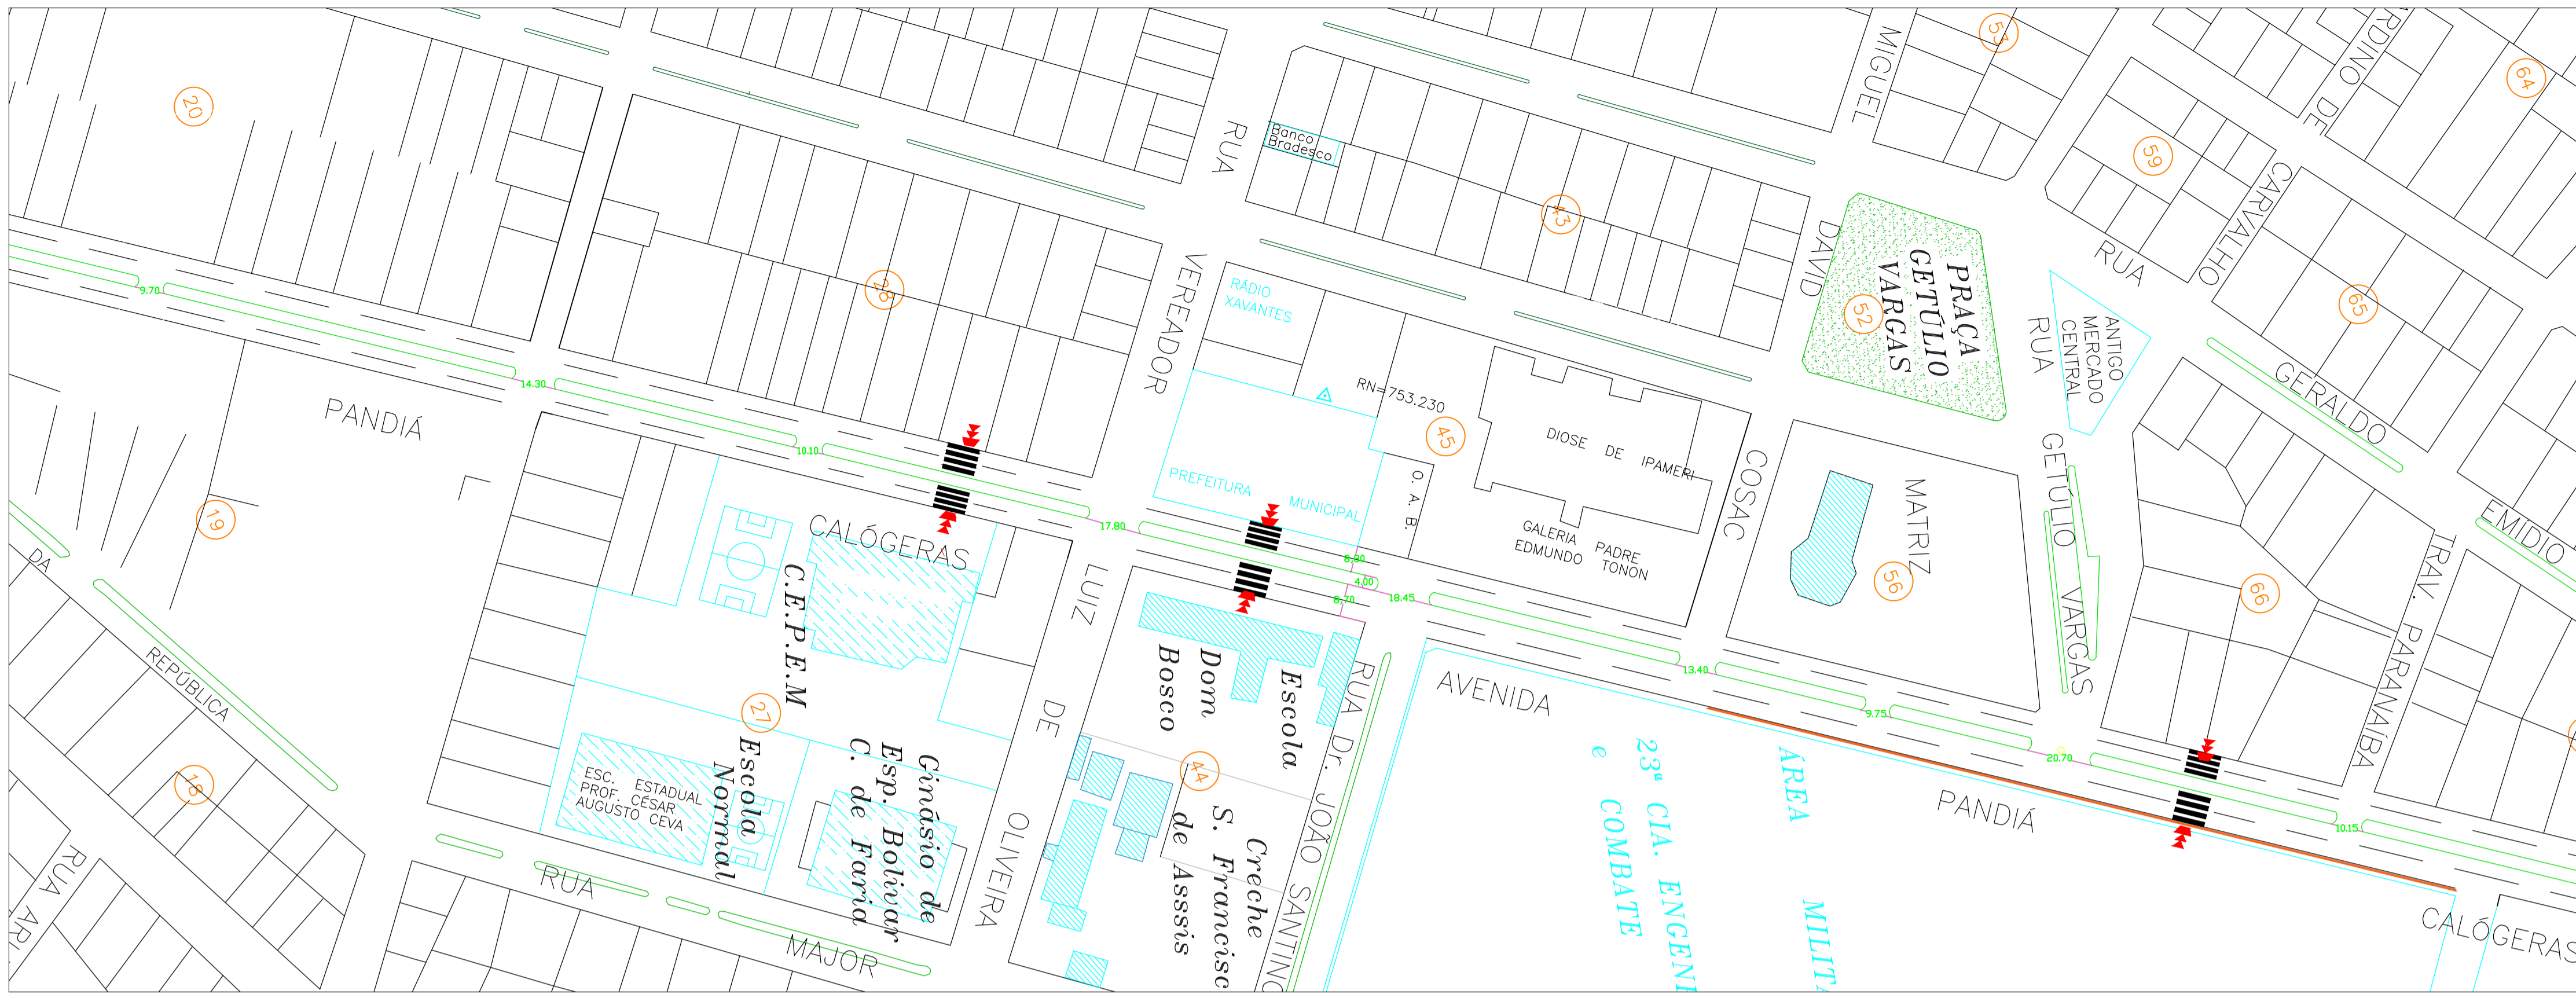 20
28
19
18
27
43
45
44
52
53
59
64
65
56
66
MIGUEL
RDINO DE
CARVALHO
RUA
Banco
Bradesco
RUA
DAVID
PRAÇA
GETÚLIO
VARGAS
RUA
ANTIGO
MERCADO
CENTRAL
GERALDO
EMÍDIO
VEREADOR
RÁDIO
XAVANTES
RN=753.230
PREFEITURA MUNICIPAL
O. A. B.
DIOSE DE IPAMERI
GALERIA PADRE
EDMUNDO TONON
COSAC
MATRIZ
GETÚLIO VARGAS
TRAV. PARANAÍBA
9.70
14.30
10.10
17.80
8.80
4.00
8.70
18.45
13.40
9.75
20.70
10.15
PANDIÁ
CALÓGERAS
AVENIDA
PANDIÁ
CALÓGERAS
DA
REPÚBLICA
C.E.P.E.M
LUIZ
DE
OLIVEIRA
Escola
Dom
Bosco
RUA Dr. JOÃO SANTINO
Escola
Normal
ESC. ESTADUAL
PROF. CÉSAR
AUGUSTO CEVA
Ginásio de
Esp. Bolivar
C. de Faria
Creche
S. Francisc
de Asssis
ÁREA MILITA
23ª CIA. ENGEN
e COMBATE
RUA
MAJOR
RUA AR